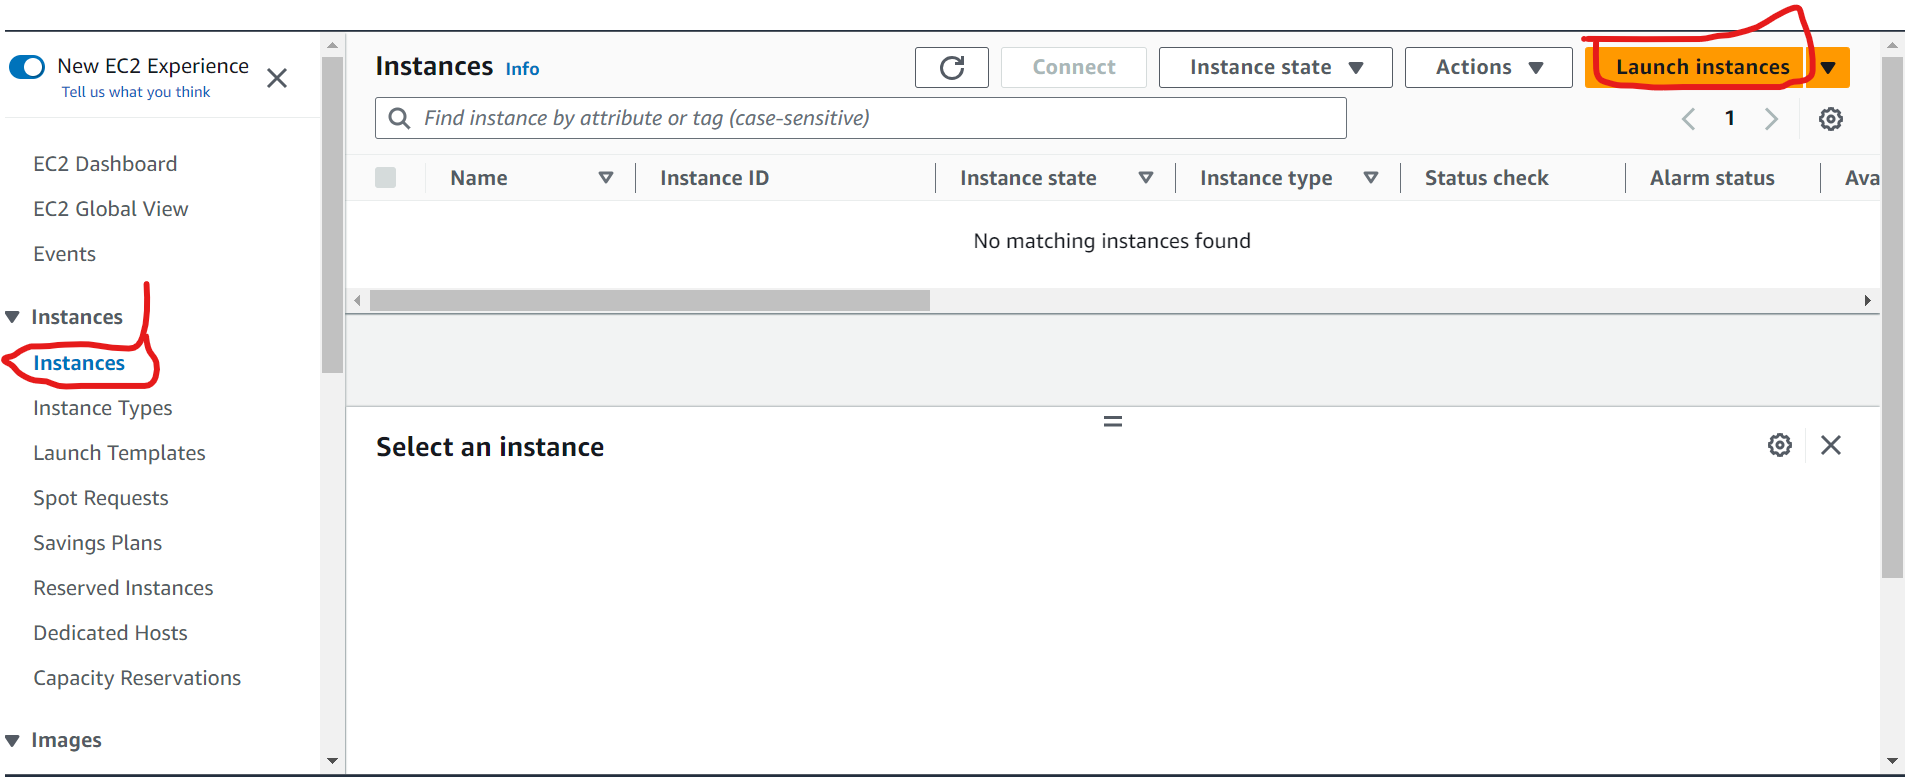 New EC2 Experience
Tell us what you think
EC2 Dashboard
EC2 Global View
Events
Instances
Instances
Instance Types
Launch Templates
Spot Requests
Savings Plans
Reserved Instances
Dedicated Hosts
Capacity Reservations
Images
Instances Info
Connect
Instance state
Actions
Launch instances
Find instance by attribute or tag (case-sensitive)
1
Name Instance ID Instance state Instance type Status check Alarm status Ava
No matching instances found
Select an instance